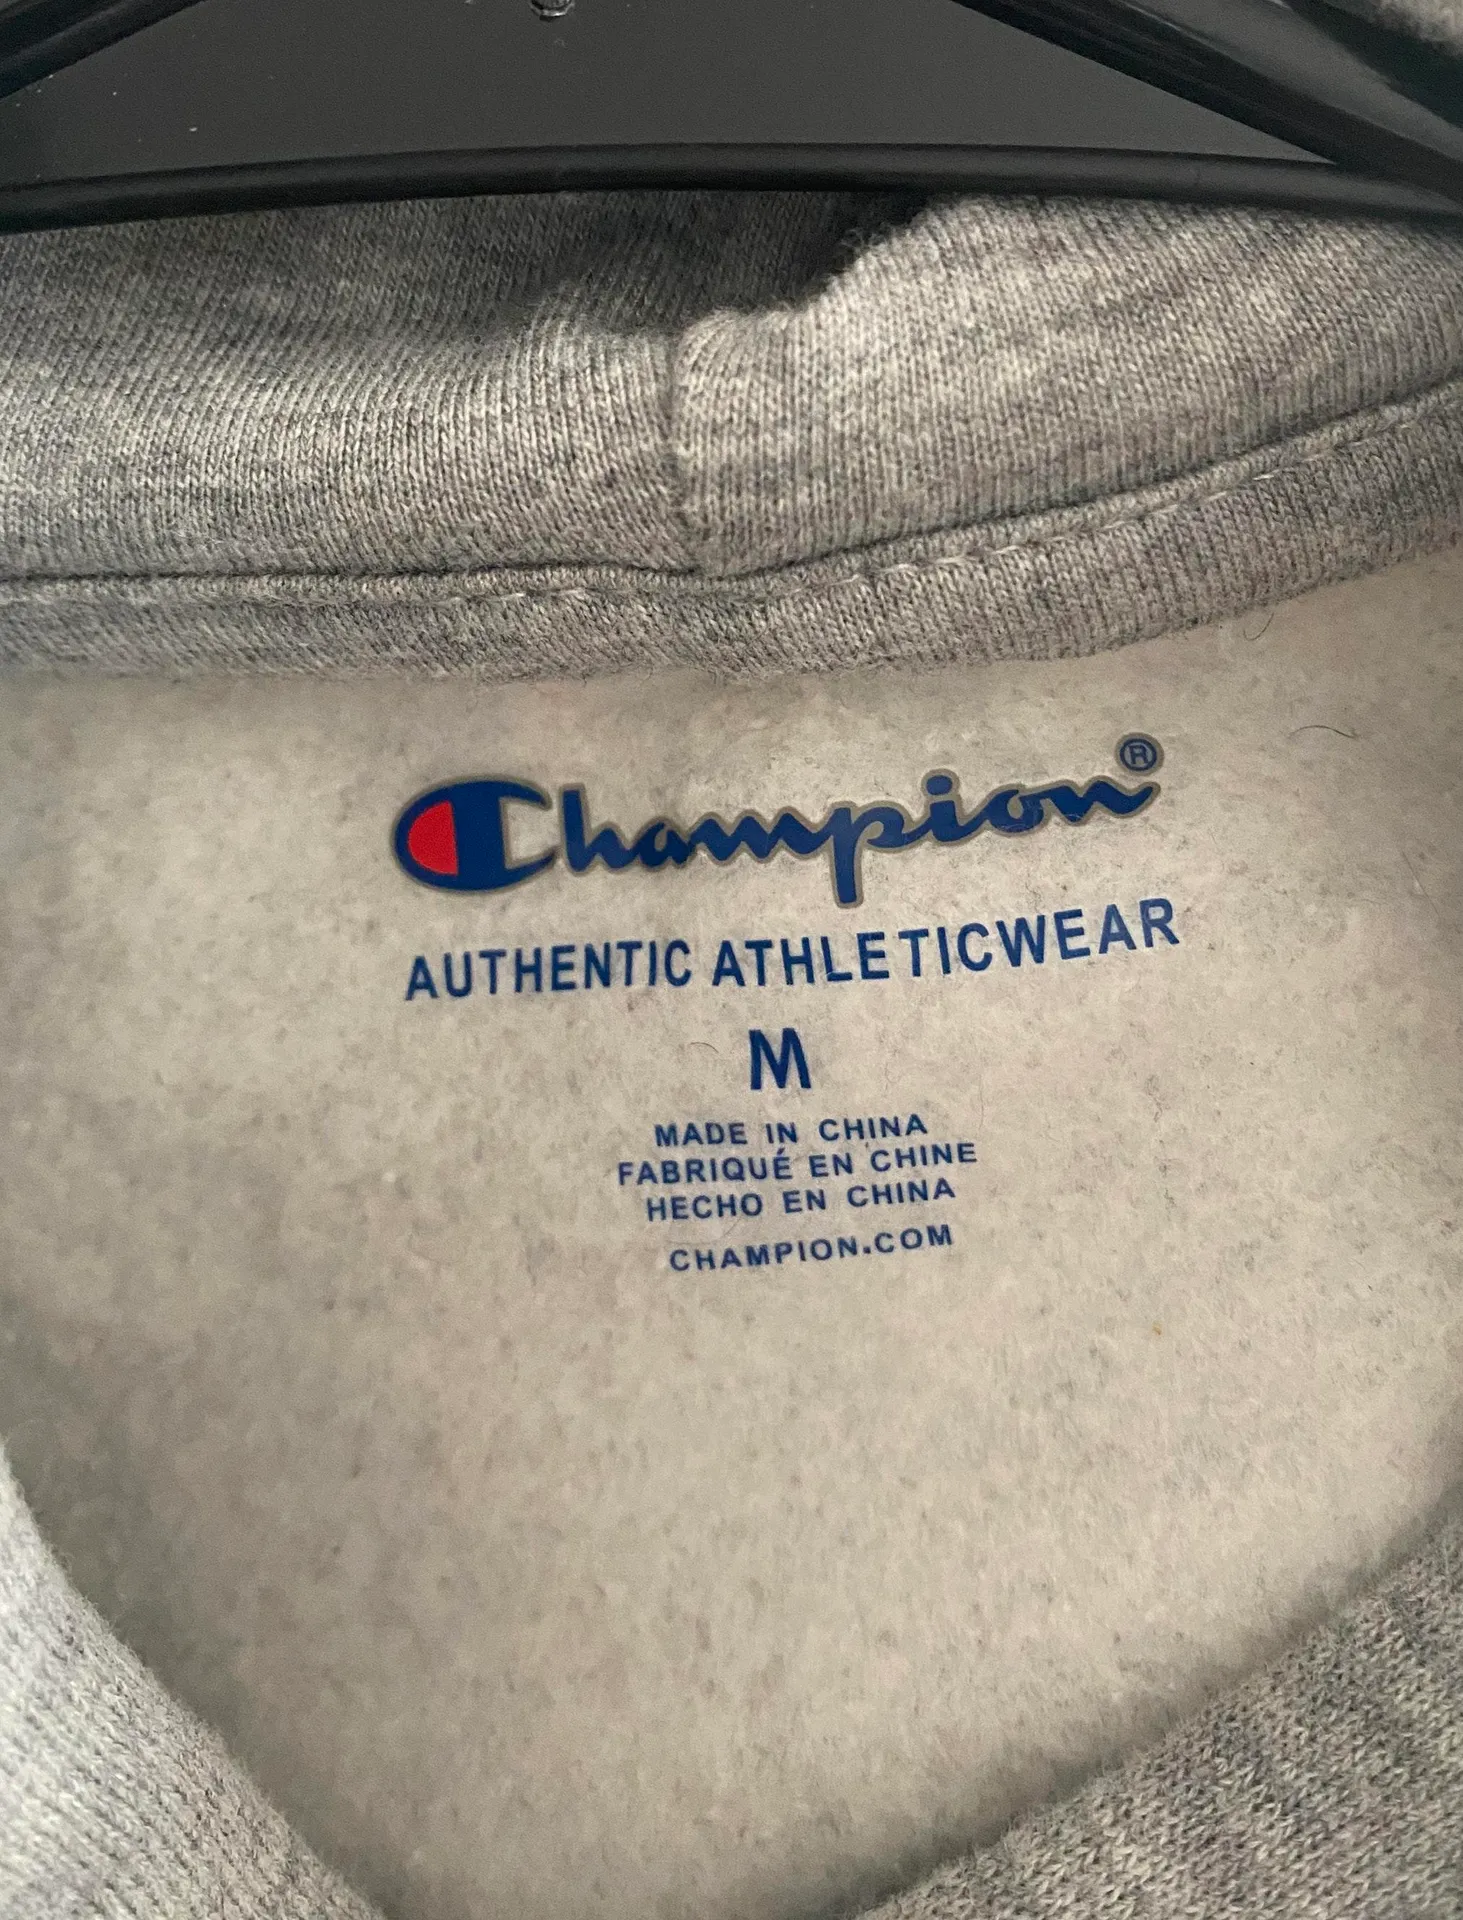 Champion®
AUTHENTIC ATHLETICWEAR
M
MADE IN CHINA
FABRIQUÉ EN CHINE
HECHO EN CHINA
CHAMPION.COM